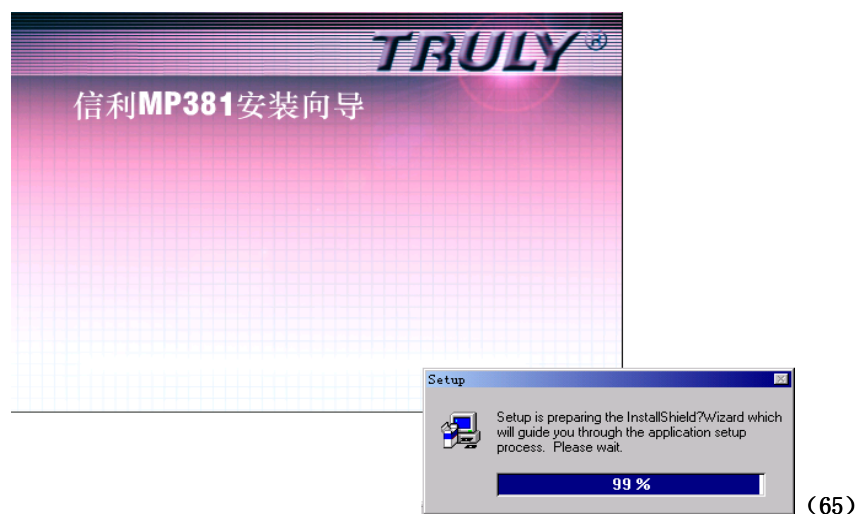 TRULY®
信利MP381安装向导
Setup
Setup is preparing the InstallShield?Wizard which
will guide you through the application setup
process. Please wait.
99 %
(65)